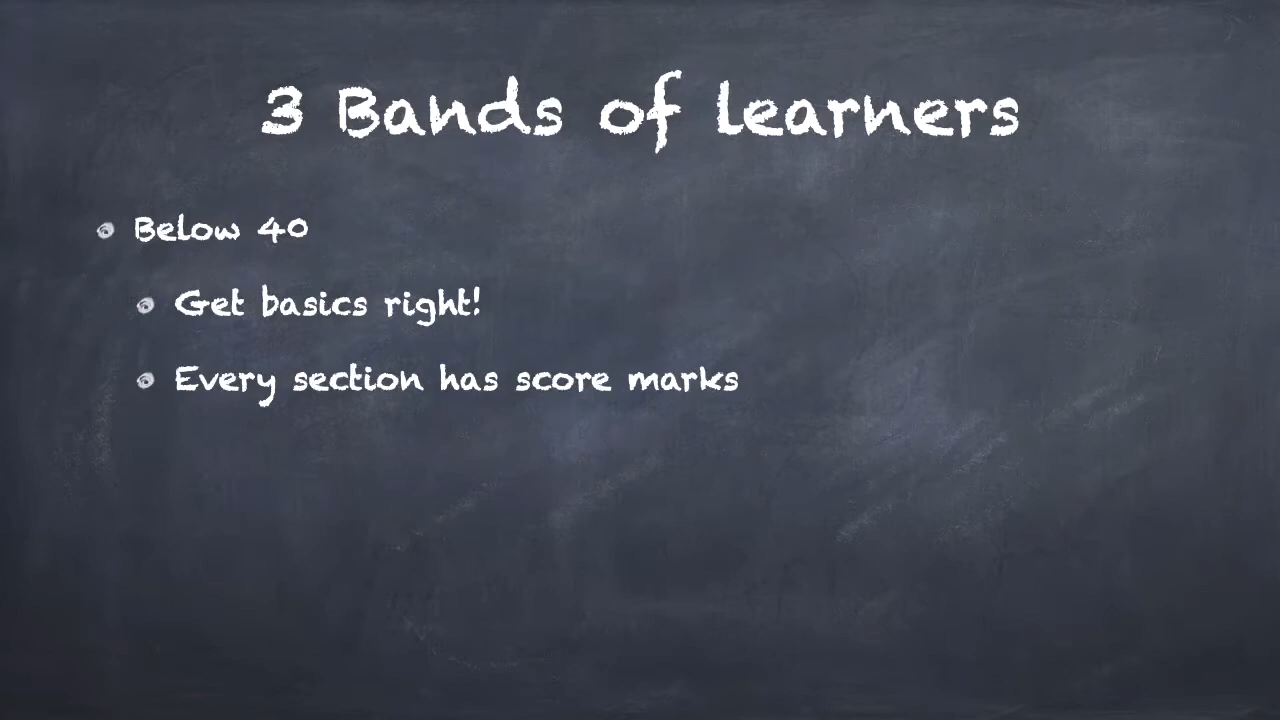 3 Bands of learners
Below 40
Get basics right!
Every section has score marks